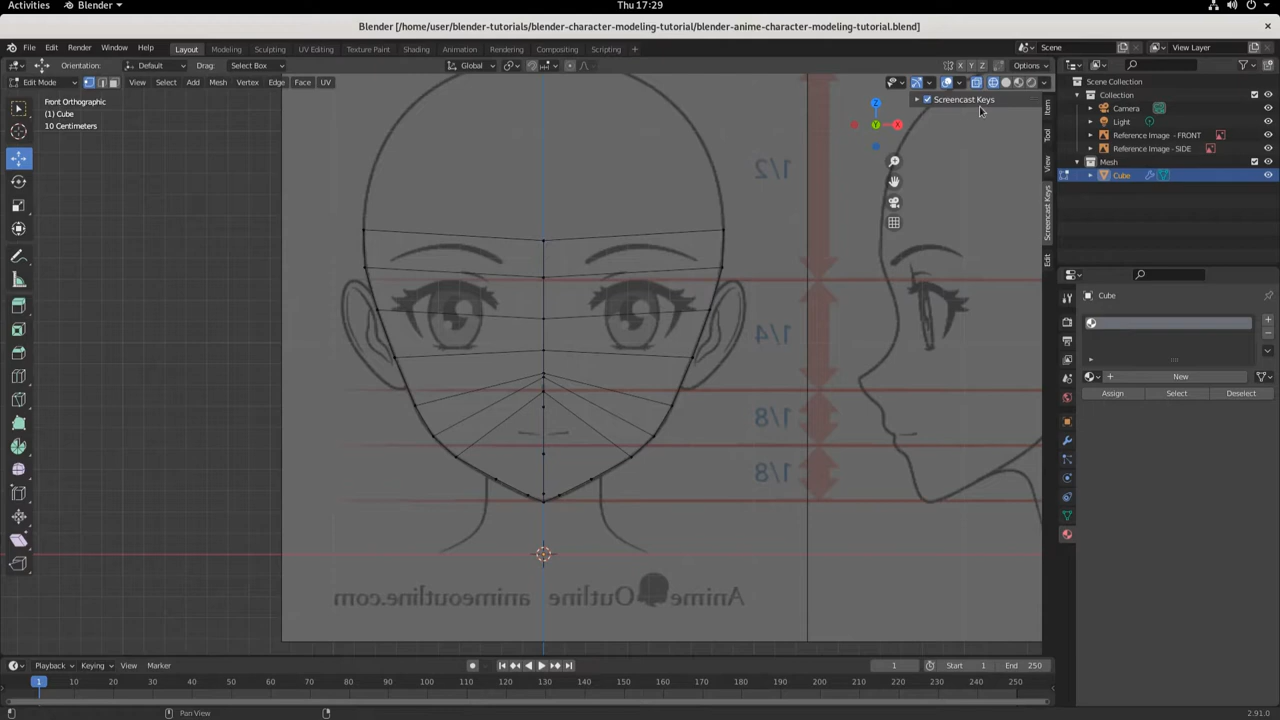 Activities Blender Thu 17:29
Blender [/home/user/blender-tutorials/blender-character-modeling-tutorial/blender-anime-character-modeling-tutorial.blend]
File Edit Render Window Help Layout Modeling Sculpting UV Editing Texture Paint Shading Animation Rendering Compositing Scripting Scene View Layer
Orientation: Default Drag: Select Box Global X Y Z Options
Edit Mode View Select Add Mesh Vertex Edge Face UV
Front Orthographic
(1) Cube
10 Centimeters
Screencast Keys
Z
Y
X
Item
Tool
View
Screencast Keys
Edit
1/2
1/4
1/8
1/8
Anime Outline animeoutline.com
Scene Collection
Collection
Camera
Light
Reference Image - FRONT
Reference Image - SIDE
Mesh
Cube
Cube
New
Assign Select Deselect
Playback Keying View Marker 1 Start 1 End 250
1 10 20 30 40 50 60 70 80 90 100 110 120 130 140 150 160 170 180 190 200 210 220 230 240 250
Pan View 2.91.0